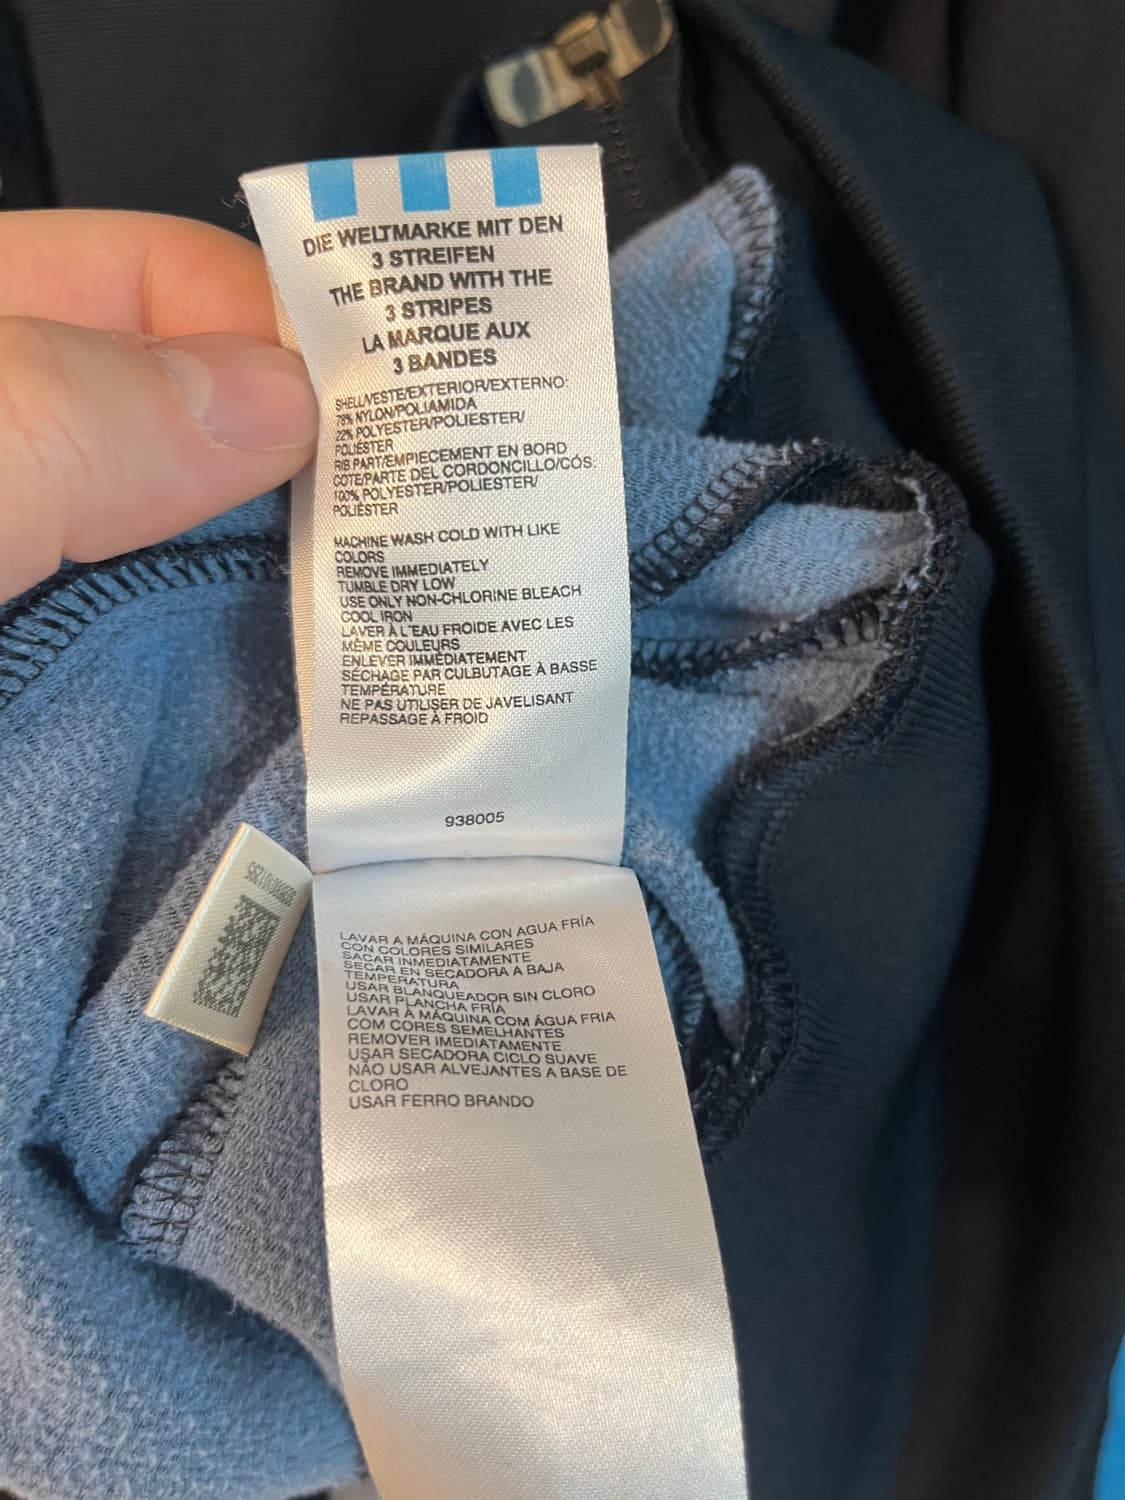 DIE WELTMARKE MIT DEN
3 STREIFEN
THE BRAND WITH THE
3 STRIPES
LA MARQUE AUX
3 BANDES
SHELL/VESTE/EXTERIOR/EXTERNO:
78% NYLON/POLIAMIDA
22% POLYESTER/POLIESTER/
POLIÉSTER
RIB PART/EMPIECEMENT EN BORD
COTE/PARTE DEL CORDONCILLO/CÓS:
100% POLYESTER/POLIESTER/
POLIÉSTER
MACHINE WASH COLD WITH LIKE
COLORS
REMOVE IMMEDIATELY
TUMBLE DRY LOW
USE ONLY NON-CHLORINE BLEACH
COOL IRON
LAVER À L'EAU FROIDE AVEC LES
MÊME COULEURS
ENLEVER IMMÉDIATEMENT
SÉCHAGE PAR CULBUTAGE À BASSE
TEMPÉRATURE
NE PAS UTILISER DE JAVELISANT
REPASSAGE À FROID
938005
LAVAR A MÁQUINA CON AGUA FRÍA
CON COLORES SIMILARES
SACAR INMEDIATAMENTE
SECAR EN SECADORA A BAJA
TEMPERATURA
USAR BLANQUEADOR SIN CLORO
USAR PLANCHA FRÍA
LAVAR À MÁQUINA COM ÁGUA FRIA
COM CORES SEMELHANTES
REMOVER IMEDIATAMENTE
USAR SECADORA CICLO SUAVE
NÃO USAR ALVEJANTES A BASE DE
CLORO
USAR FERRO BRANDO